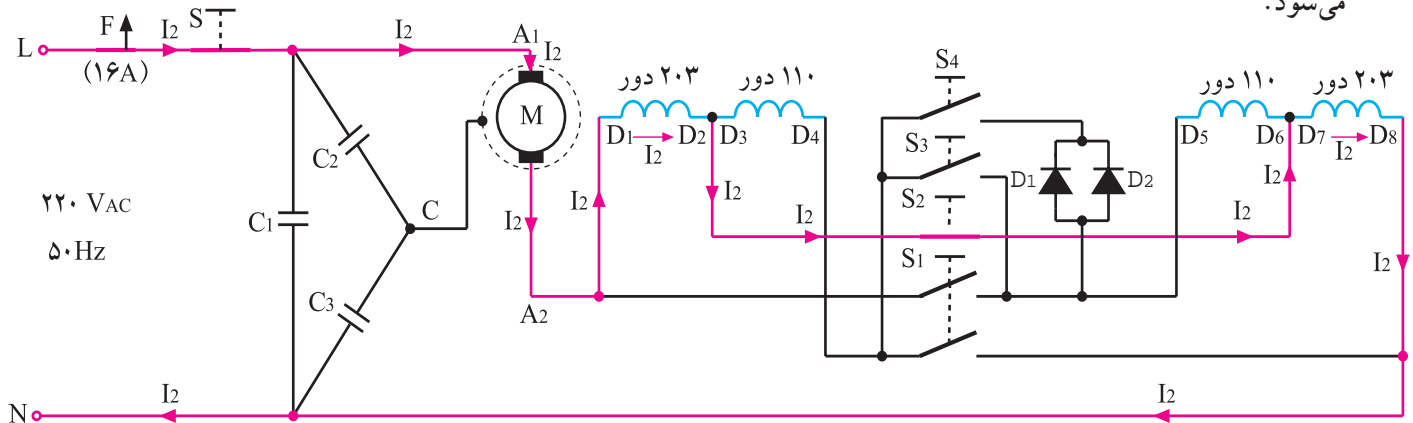 می‌سود.
L F I2 S I2 A1 I2
(۱۶A)
۲۰۳ دور ۱۱۰ دور S4 ۱۱۰ دور ۲۰۳ دور
M
D1 D2 D3 D4 S3 D5 D6 D7 D8
I2 I2
C2 D1 D2
I2 I2 S2 I2
۲۲۰ VAC C1 C I2 I2 I2
۵۰Hz S1 I2
C3 A2
N I2 I2